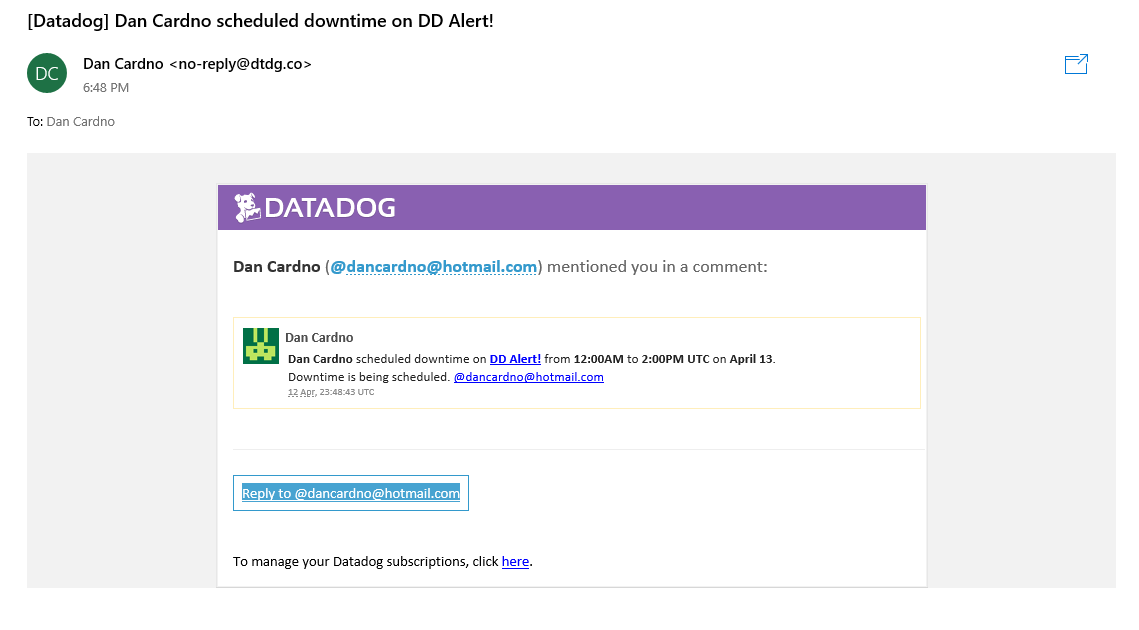 [Datadog] Dan Cardno scheduled downtime on DD Alert!
DC
Dan Cardno <no-reply@dtdg.co>
6:48 PM
To: Dan Cardno
DATADOG
Dan Cardno (@dancardno@hotmail.com) mentioned you in a comment:
Dan Cardno
Dan Cardno scheduled downtime on DD Alert! from 12:00AM to 2:00PM UTC on April 13.
Downtime is being scheduled. @dancardno@hotmail.com
12 Apr, 23:48:43 UTC
Reply to @dancardno@hotmail.com
To manage your Datadog subscriptions, click here.